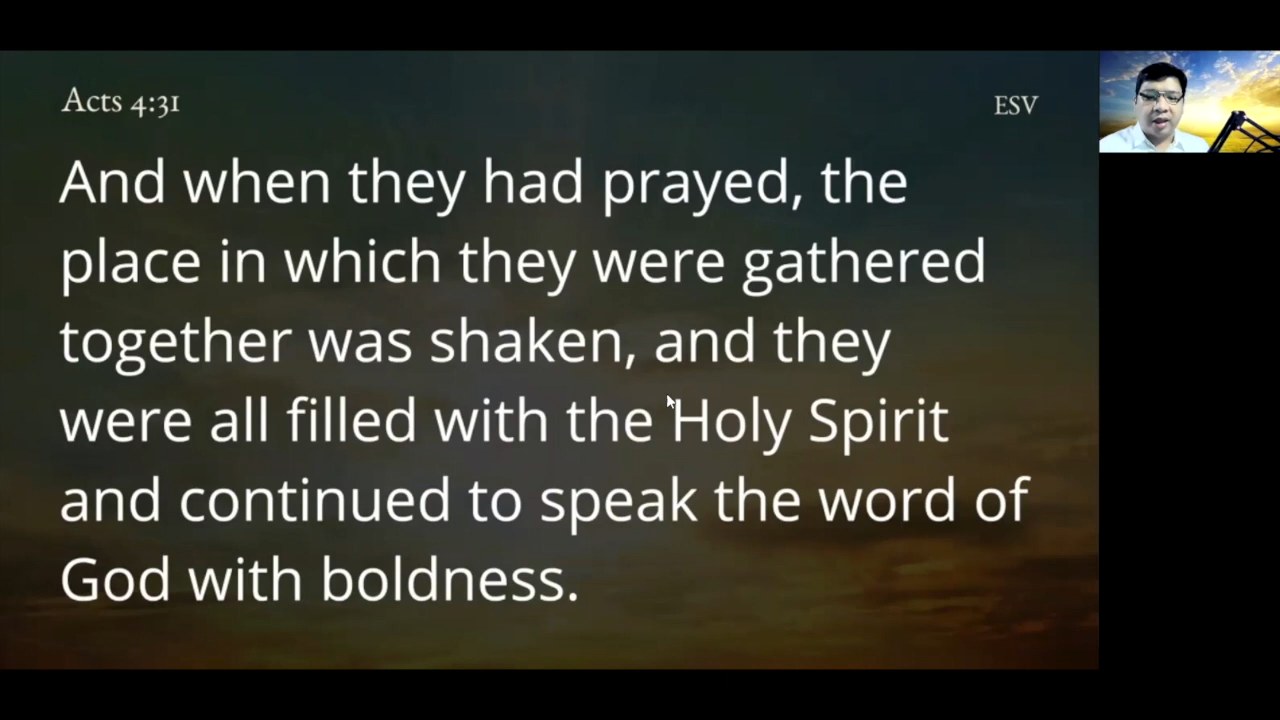 Acts 4:31
ESV
And when they had prayed, the
place in which they were gathered
together was shaken, and they
were all filled with the Holy Spirit
and continued to speak the word of
God with boldness.